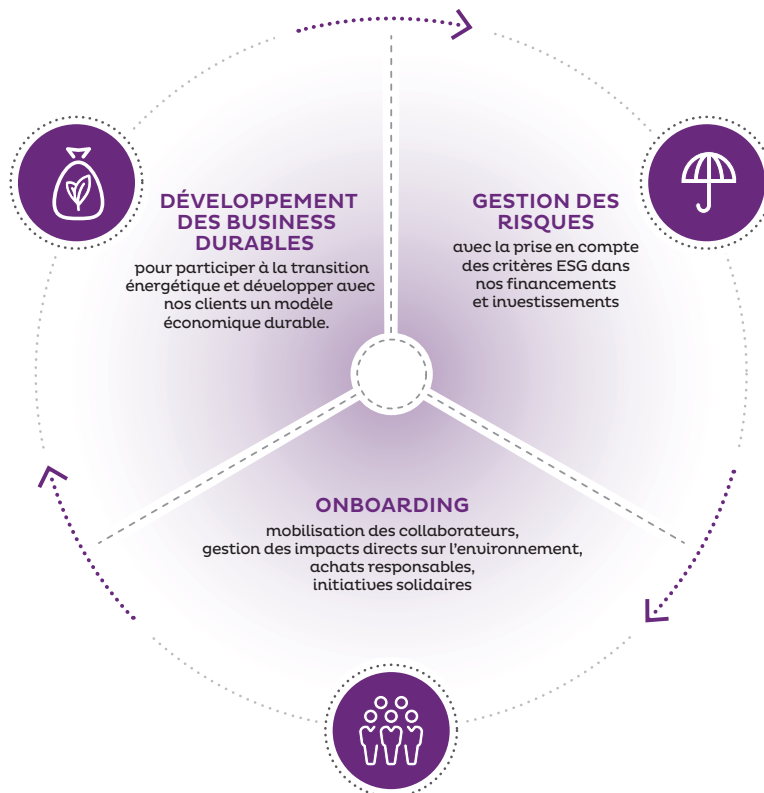 DÉVELOPPEMENT
DES BUSINESS
DURABLES
pour participer à la transition
énergétique et développer avec
nos clients un modèle
économique durable.
GESTION DES
RISQUES
avec la prise en compte
des critères ESG dans
nos financements
et investissements
ONBOARDING
mobilisation des collaborateurs,
gestion des impacts directs sur l'environnement,
achats responsables,
initiatives solidaires